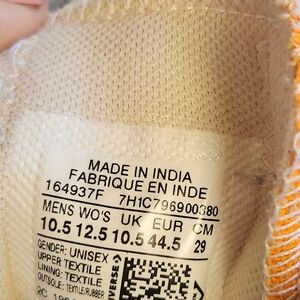 MADE IN INDIA
FABRIQUE EN INDE
164937F 7H1C796900380
MENS WO'S UK EUR CM
10.5 12.5 10.5 44.5 29
GENDER: UNISEX
UPPER TEXTILE
LINING: TEXTILE
OUTSOLE: TEXTILE/RUBBER